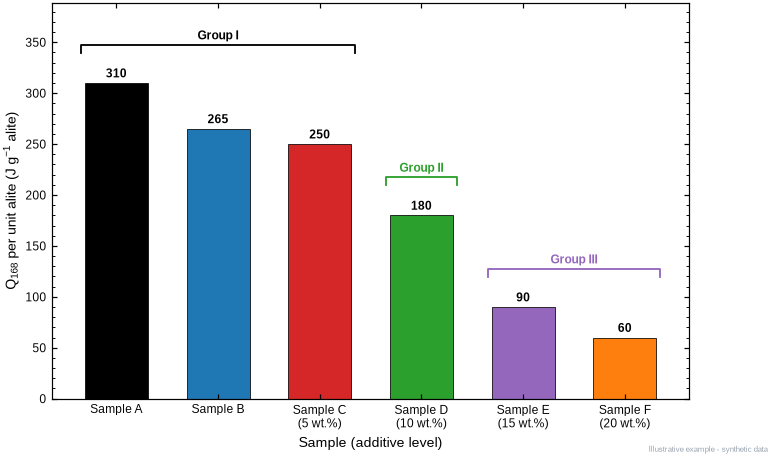 Group I
350
310
300
265
250
250
Group II
200
180
150
Group III
100
90
60
50
0
Q168 per unit alite (J g−1 alite)
Sample A
Sample B
Sample C
(5 wt.%)
Sample D
(10 wt.%)
Sample E
(15 wt.%)
Sample F
(20 wt.%)
Sample (additive level)
Illustrative example - synthetic data